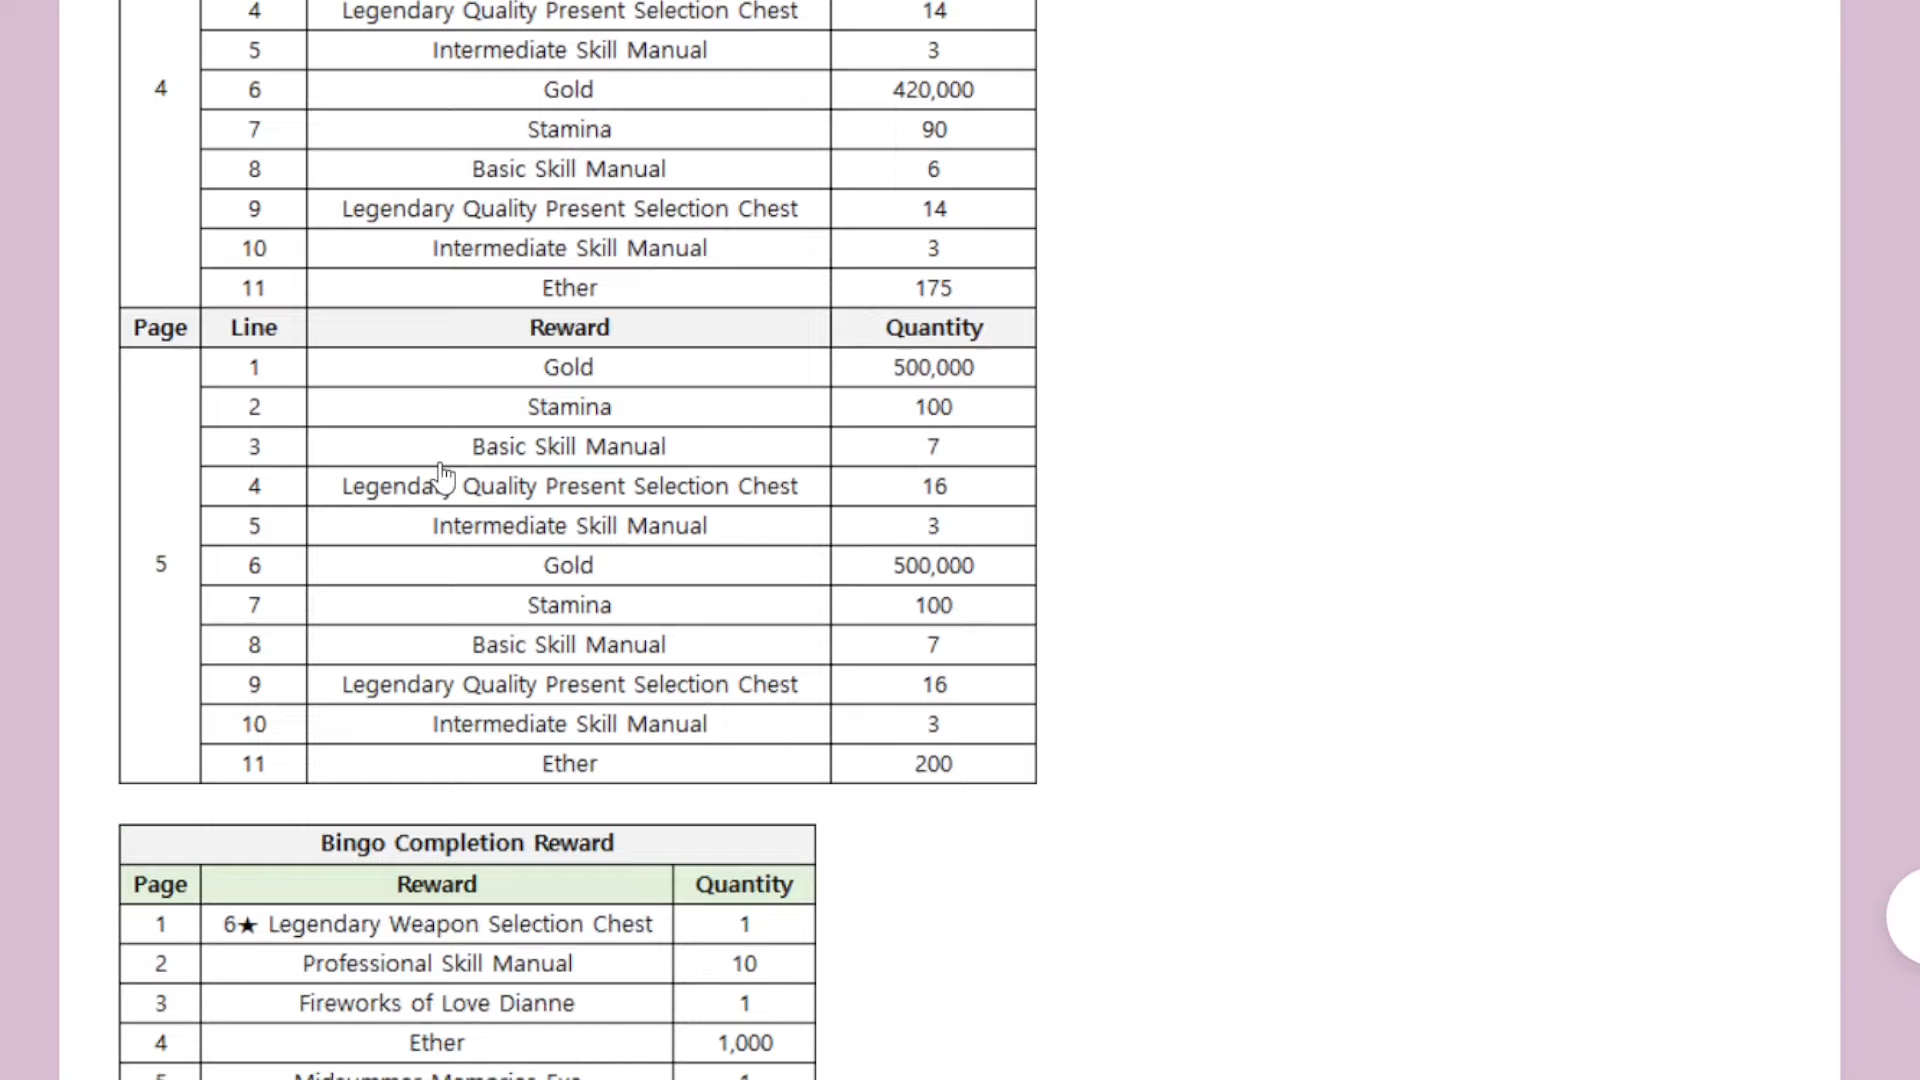 4 Legendary Quality Present Selection Chest 14
5 Intermediate Skill Manual 3
4 6 Gold 420,000
7 Stamina 90
8 Basic Skill Manual 6
9 Legendary Quality Present Selection Chest 14
10 Intermediate Skill Manual 3
11 Ether 175
Page Line Reward Quantity
1 Gold 500,000
2 Stamina 100
3 Basic Skill Manual 7
4 Legendary Quality Present Selection Chest 16
5 Intermediate Skill Manual 3
5 6 Gold 500,000
7 Stamina 100
8 Basic Skill Manual 7
9 Legendary Quality Present Selection Chest 16
10 Intermediate Skill Manual 3
11 Ether 200
Bingo Completion Reward
Page Reward Quantity
1 6★ Legendary Weapon Selection Chest 1
2 Professional Skill Manual 10
3 Fireworks of Love Dianne 1
4 Ether 1,000
5 Midsummer Memories Eva 1